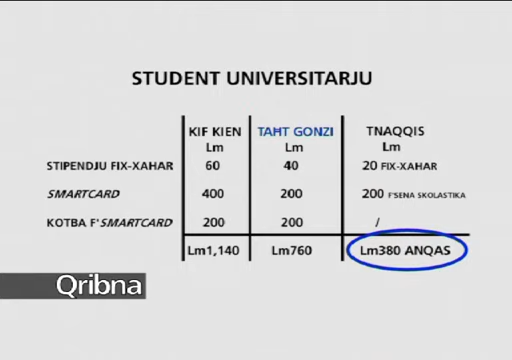 STUDENT UNIVERSITARJU
KIF KIEN TAĦT GONZI TNAQQIS
Lm Lm Lm
STIPENDJU FIX-XAHAR 60 40 20 FIX-XAHAR
SMARTCARD 400 200 200 F'SENA SKOLASTIKA
KOTBA F'SMARTCARD 200 200 /
Lm1,140 Lm760 Lm380 ANQAS
Qribna